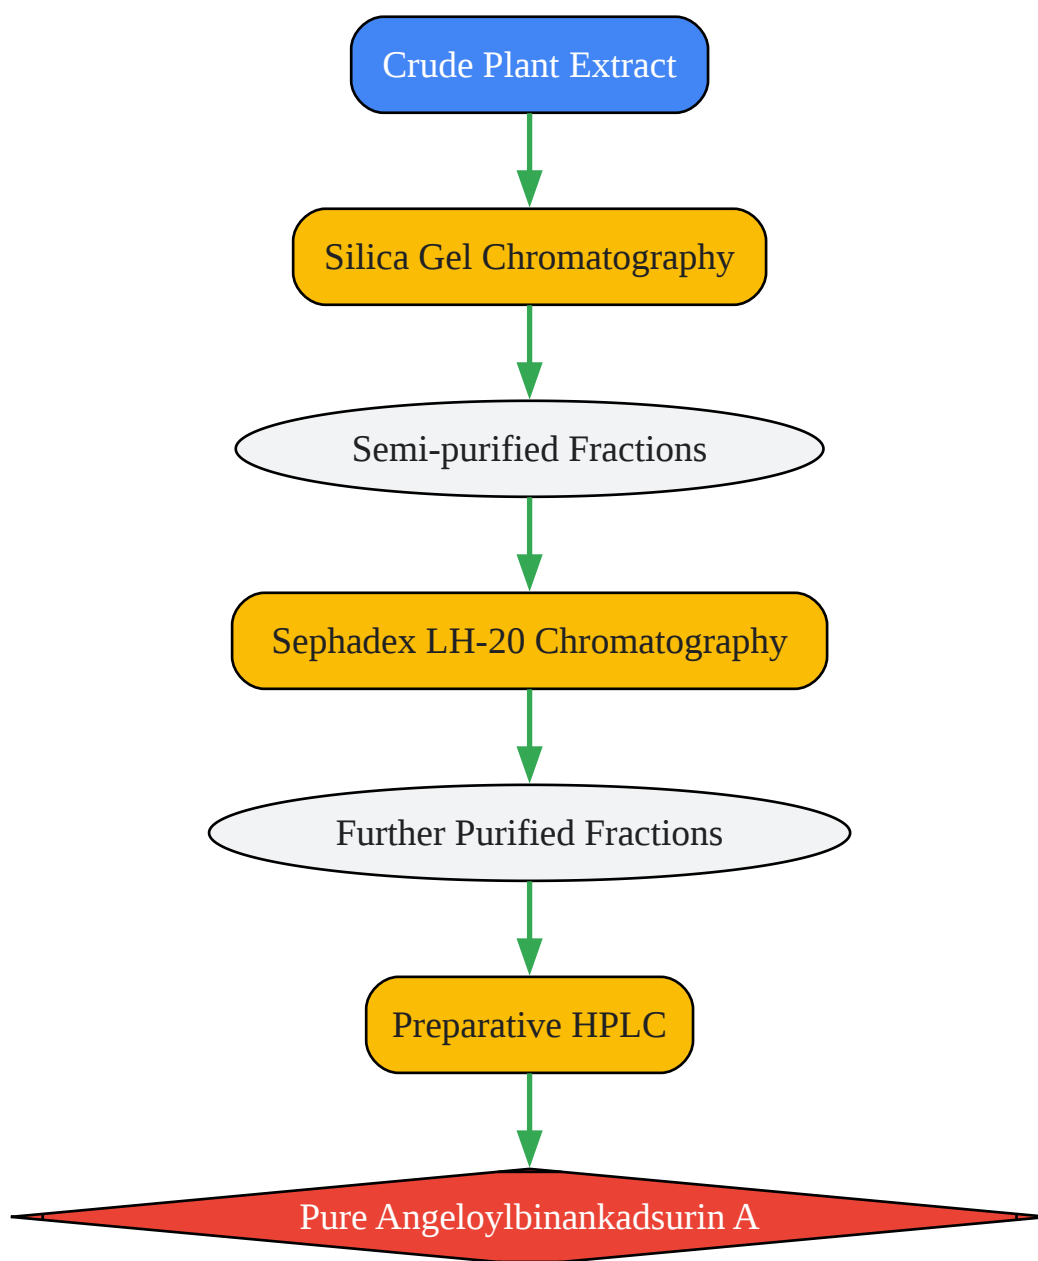 Crude Plant Extract
Silica Gel Chromatography
Semi-purified Fractions
Sephadex LH-20 Chromatography
Further Purified Fractions
Preparative HPLC
Pure Angeloylbinankadsurin A